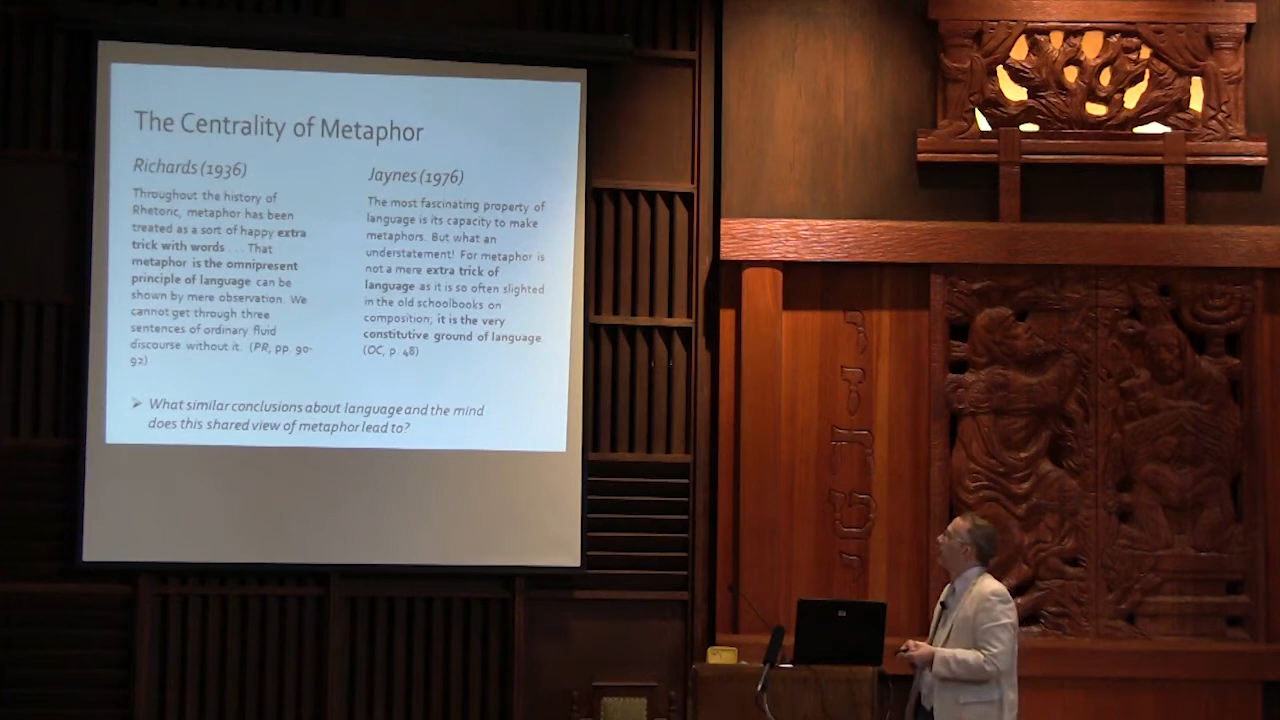 The Centrality of Metaphor
Richards (1936)
Throughout the history of
Rhetoric, metaphor has been
treated as a sort of happy extra
trick with words . . . That
metaphor is the omnipresent
principle of language can be
shown by mere observation. We
cannot get through three
sentences of ordinary fluid
discourse without it. (PR, pp. 90-
92)
Jaynes (1976)
The most fascinating property of
language is its capacity to make
metaphors. But what an
understatement! For metaphor is
not a mere extra trick of
language as it is so often slighted
in the old schoolbooks on
composition; it is the very
constitutive ground of language.
(OC, p. 48)
➢ What similar conclusions about language and the mind
does this shared view of metaphor lead to?